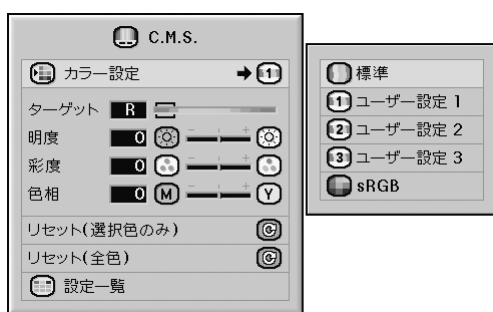 C.M.S.
カラー設定 1
ターゲット R
明度 0 - +
彩度 0 - +
色相 0 M - + Y
リセット(選択色のみ)
リセット(全色)
設定一覧
標準
1 ユーザー設定 1
2 ユーザー設定 2
3 ユーザー設定 3
sRGB